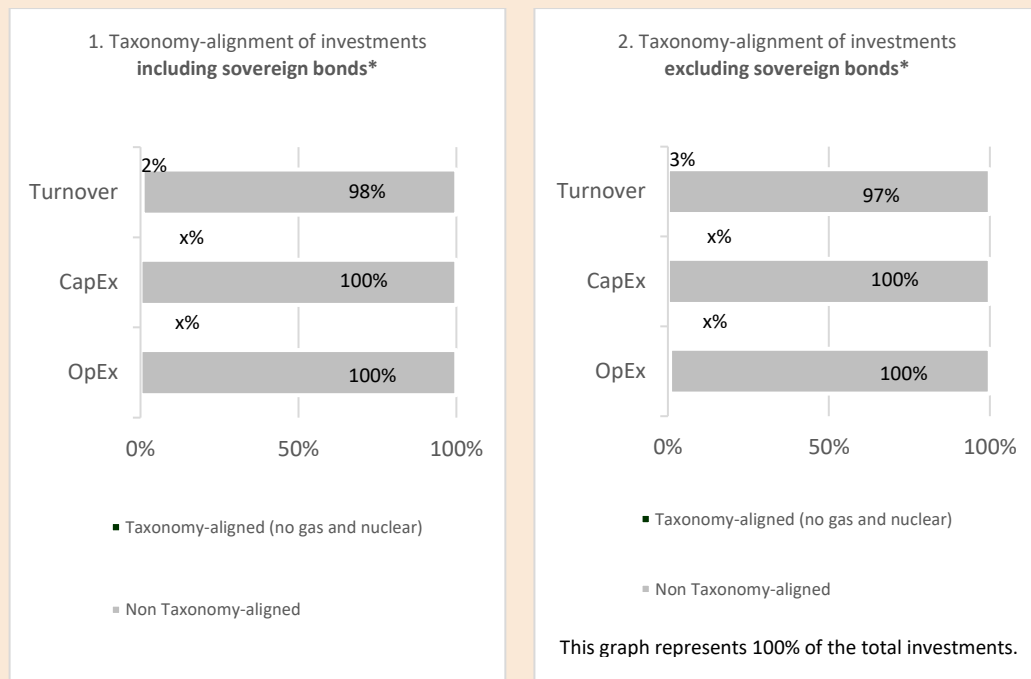 1. Taxonomy-alignment of investments
including sovereign bonds*
2%
Turnover
98%
x%
CapEx
100%
x%
OpEx
100%
0%
50%
100%
Taxonomy-aligned (no gas and nuclear)
Non Taxonomy-aligned
2. Taxonomy-alignment of investments
excluding sovereign bonds*
3%
Turnover
97%
x%
CapEx
100%
x%
OpEx
100%
0%
50%
100%
Taxonomy-aligned (no gas and nuclear)
Non Taxonomy-aligned
This graph represents 100% of the total investments.